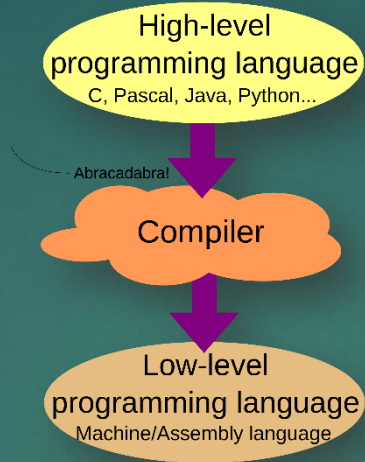 High-level
programming language
C, Pascal, Java, Python...
Abracadabra!
Compiler
Low-level
programming language
Machine/Assembly language